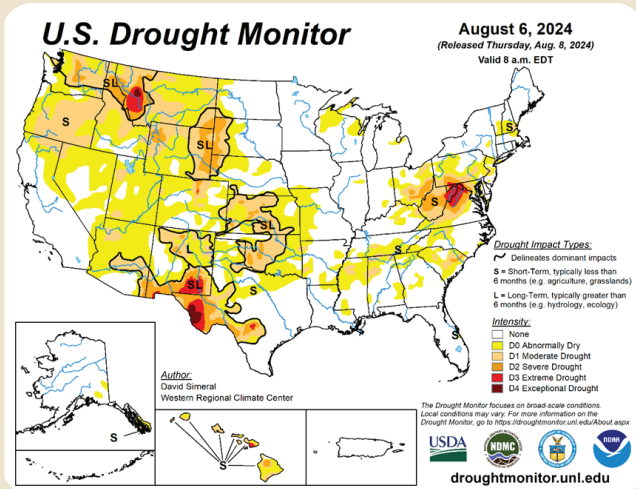 U.S. Drought Monitor
August 6, 2024
(Released Thursday, Aug. 8, 2024)
Valid 8 a.m. EDT
SL
S
SL
SL
L
SL
S
S
S
S
S
S
S
Drought Impact Types:
Delineates dominant impacts
S = Short-Term, typically less than
6 months (e.g. agriculture, grasslands)
L = Long-Term, typically greater than
6 months (e.g. hydrology, ecology)
Intensity:
None
D0 Abnormally Dry
D1 Moderate Drought
D2 Severe Drought
D3 Extreme Drought
D4 Exceptional Drought
Author:
David Simeral
Western Regional Climate Center
The Drought Monitor focuses on broad-scale conditions.
Local conditions may vary. For more information on the
Drought Monitor, go to https://droughtmonitor.unl.edu/About.aspx
USDA
NDMC
NOAA
droughtmonitor.unl.edu